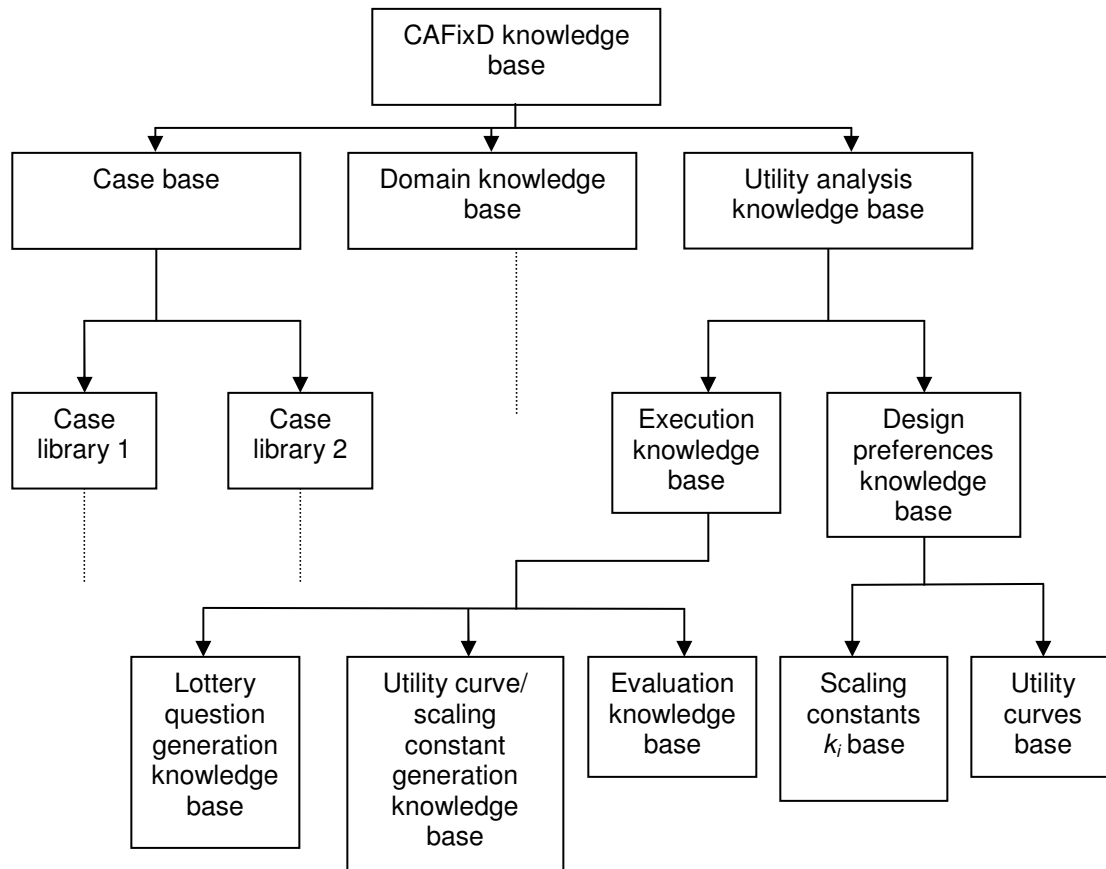 CAFixD knowledge
base
Case base
Domain knowledge
base
Utility analysis
knowledge base
Case
library 1
Case
library 2
Execution
knowledge
base
Design
preferences
knowledge
base
Lottery
question
generation
knowledge
base
Utility curve/
scaling
constant
generation
knowledge
base
Evaluation
knowledge
base
Scaling
constants
ki base
Utility
curves
base